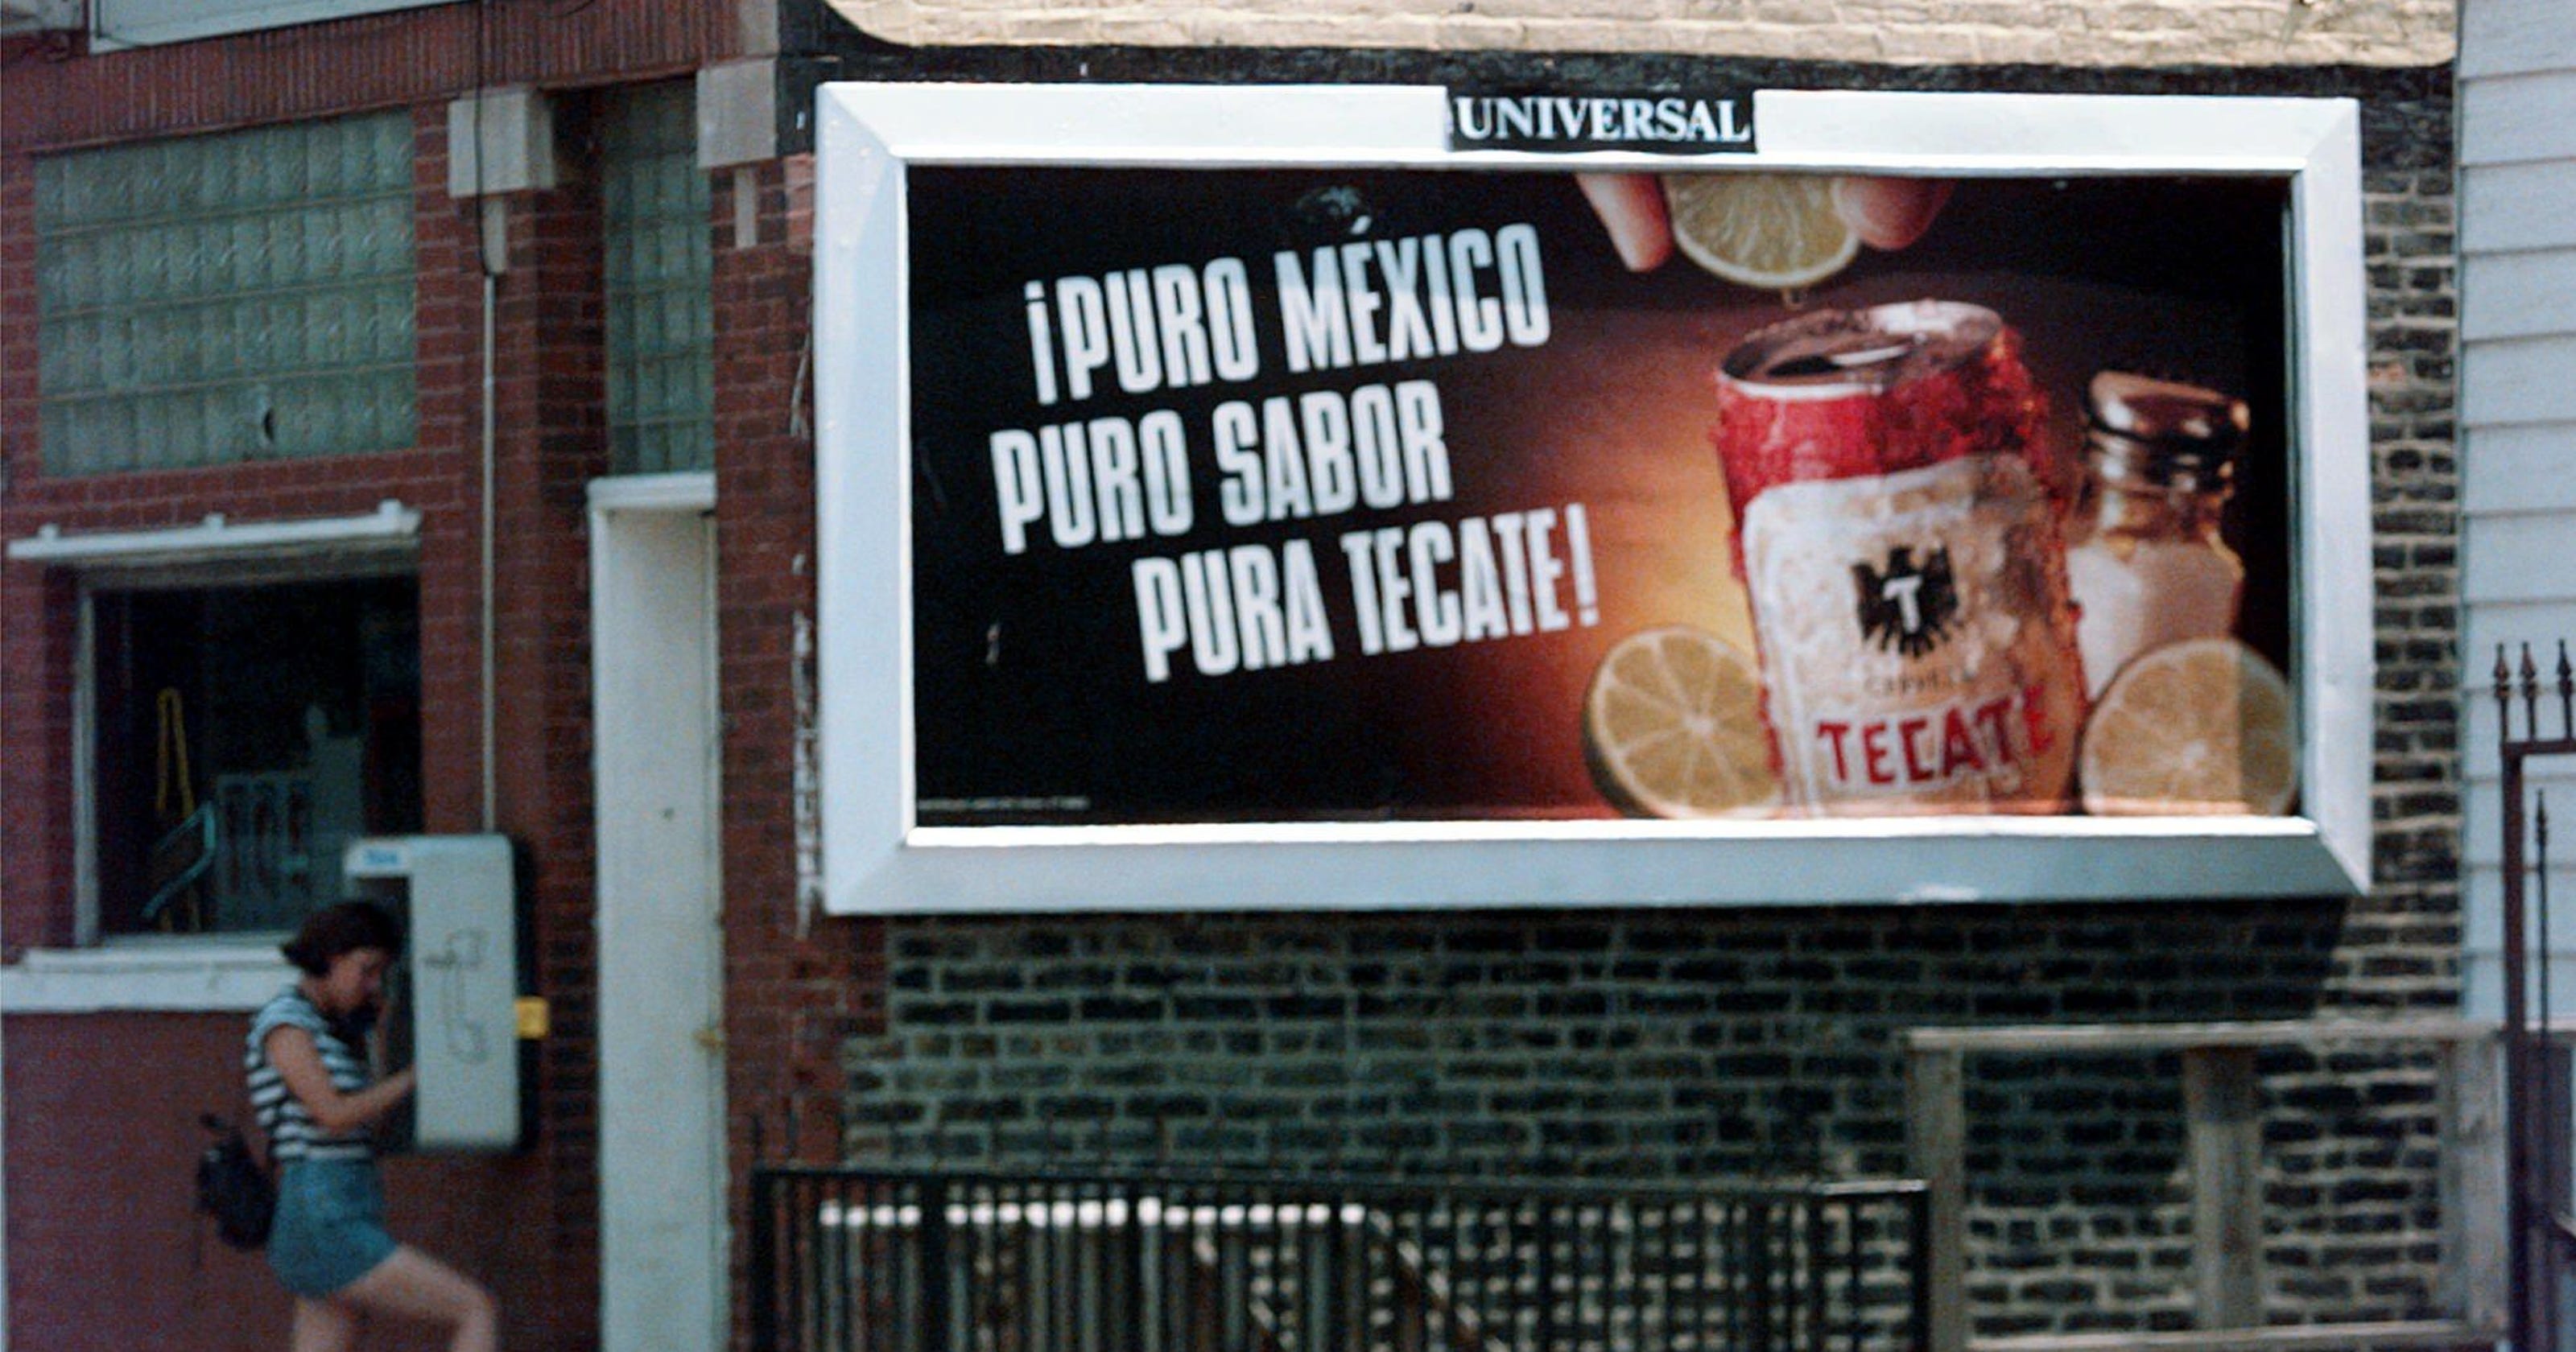 UNIVERSAL
¡PURO MÉXICO
PURO SABOR
PURA TECATE!
T
TECATE